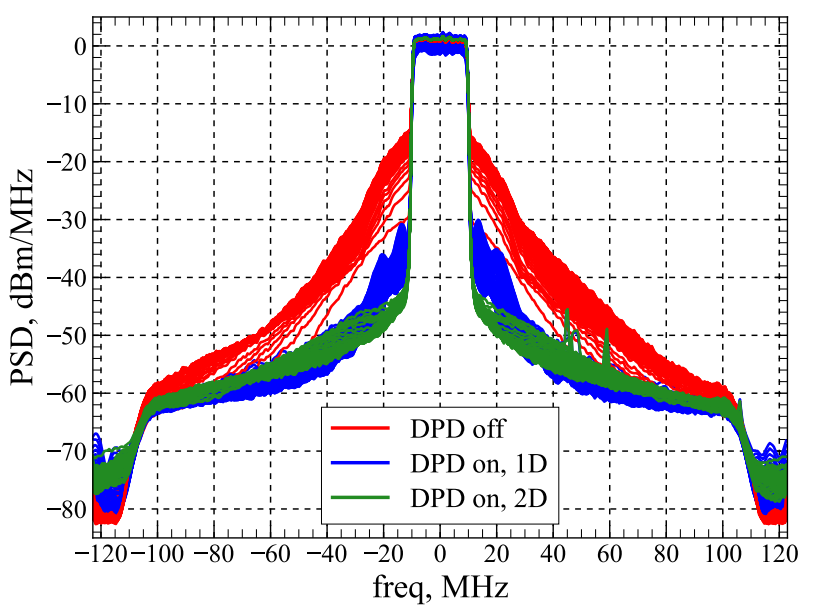 0
−10
−20
−30
−40
−50
−60
−70
−80
PSD, dBm/MHz
DPD off
DPD on, 1D
DPD on, 2D
−120 −100 −80 −60 −40 −20 0 20 40 60 80 100 120
freq, MHz